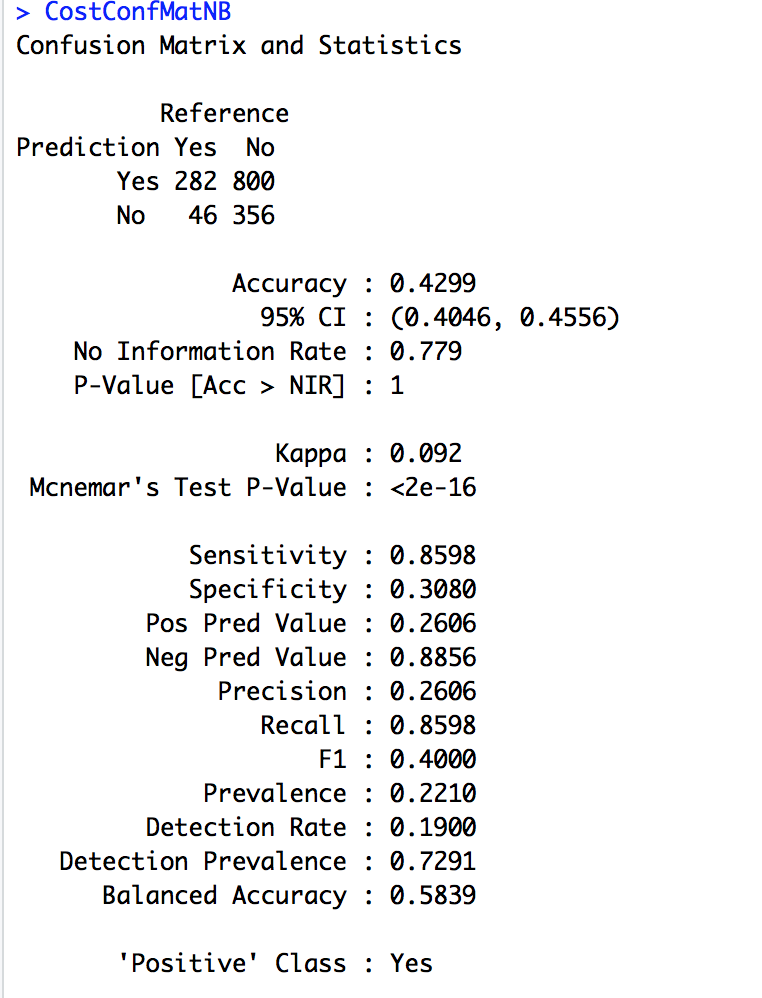 > CostConfMatNB
Confusion Matrix and Statistics
Reference
Prediction Yes No
Yes 282 800
No 46 356
Accuracy : 0.4299
95% CI : (0.4046, 0.4556)
No Information Rate : 0.779
P-Value [Acc > NIR] : 1
Kappa : 0.092
Mcnemar's Test P-Value : <2e-16
Sensitivity : 0.8598
Specificity : 0.3080
Pos Pred Value : 0.2606
Neg Pred Value : 0.8856
Precision : 0.2606
Recall : 0.8598
F1 : 0.4000
Prevalence : 0.2210
Detection Rate : 0.1900
Detection Prevalence : 0.7291
Balanced Accuracy : 0.5839
'Positive' Class : Yes